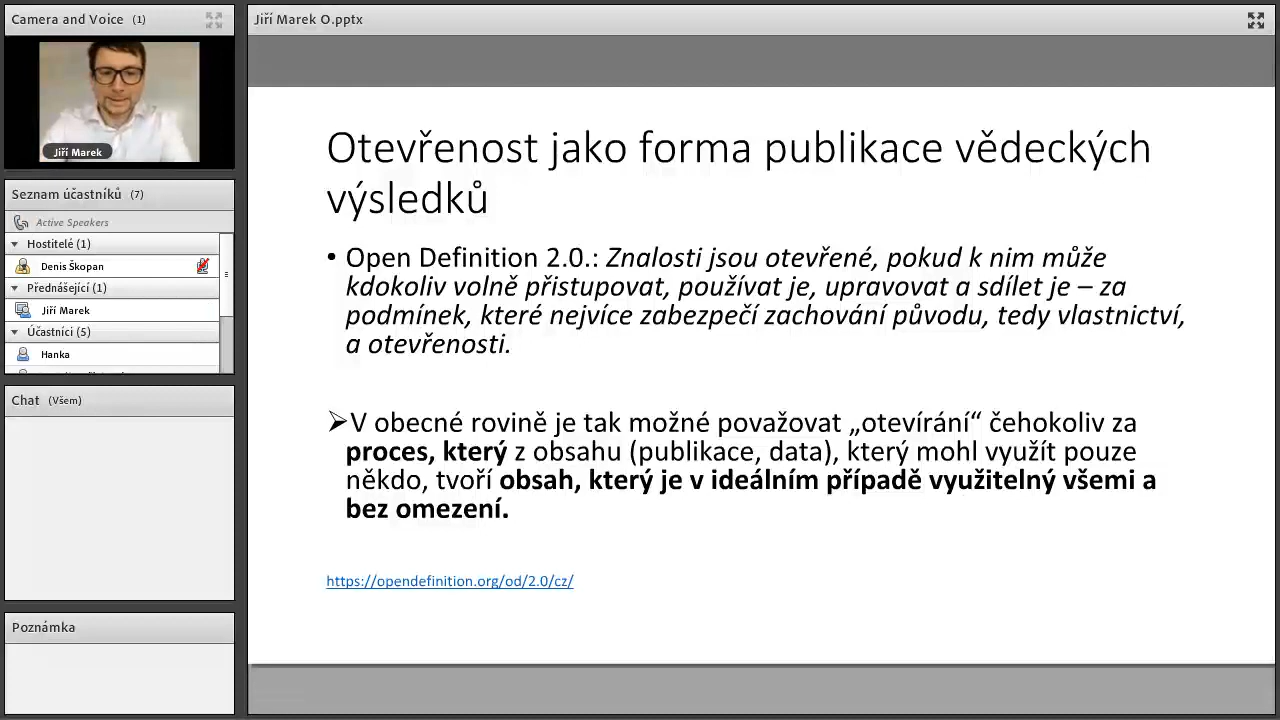 Camera and Voice (1)
Jiří Marek
Seznam účastníků (7)
Active Speakers
Hostitelé (1)
Denis Škopan
Přednášející (1)
Jiří Marek
Účastníci (5)
Hanka
Chat (Všem)
Poznámka
Jiří Marek O.pptx
Otevřenost jako forma publikace vědeckých
výsledků
• Open Definition 2.0.: Znalosti jsou otevřené, pokud k nim může
kdokoliv volně přistupovat, používat je, upravovat a sdílet je – za
podmínek, které nejvíce zabezpečí zachování původu, tedy vlastnictví,
a otevřenosti.
➢V obecné rovině je tak možné považovat „otevírání“ čehokoliv za
proces, který z obsahu (publikace, data), který mohl využít pouze
někdo, tvoří obsah, který je v ideálním případě využitelný všemi a
bez omezení.
https://opendefinition.org/od/2.0/cz/